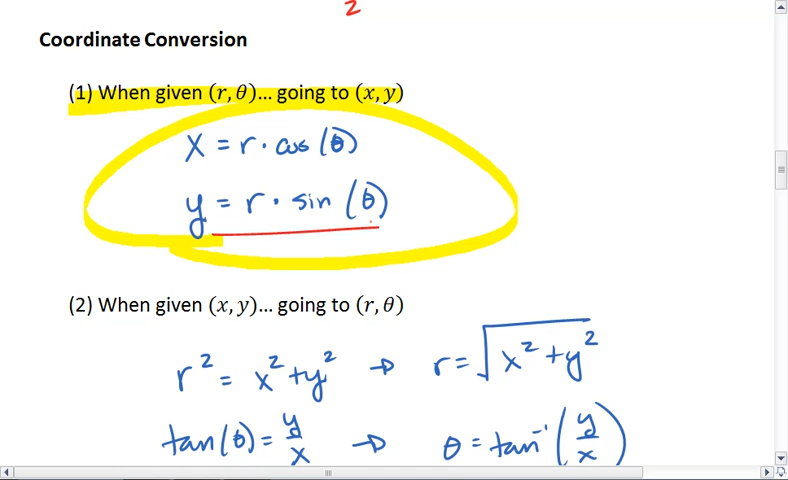 2
Coordinate Conversion
(1) When given (r, θ)... going to (x, y)
x = r · cos(θ)
y = r · sin(θ)
(2) When given (x, y)... going to (r, θ)
r² = x² + y² → r = √(x² + y²)
tan(θ) = y/x → θ = tan⁻¹(y/x)